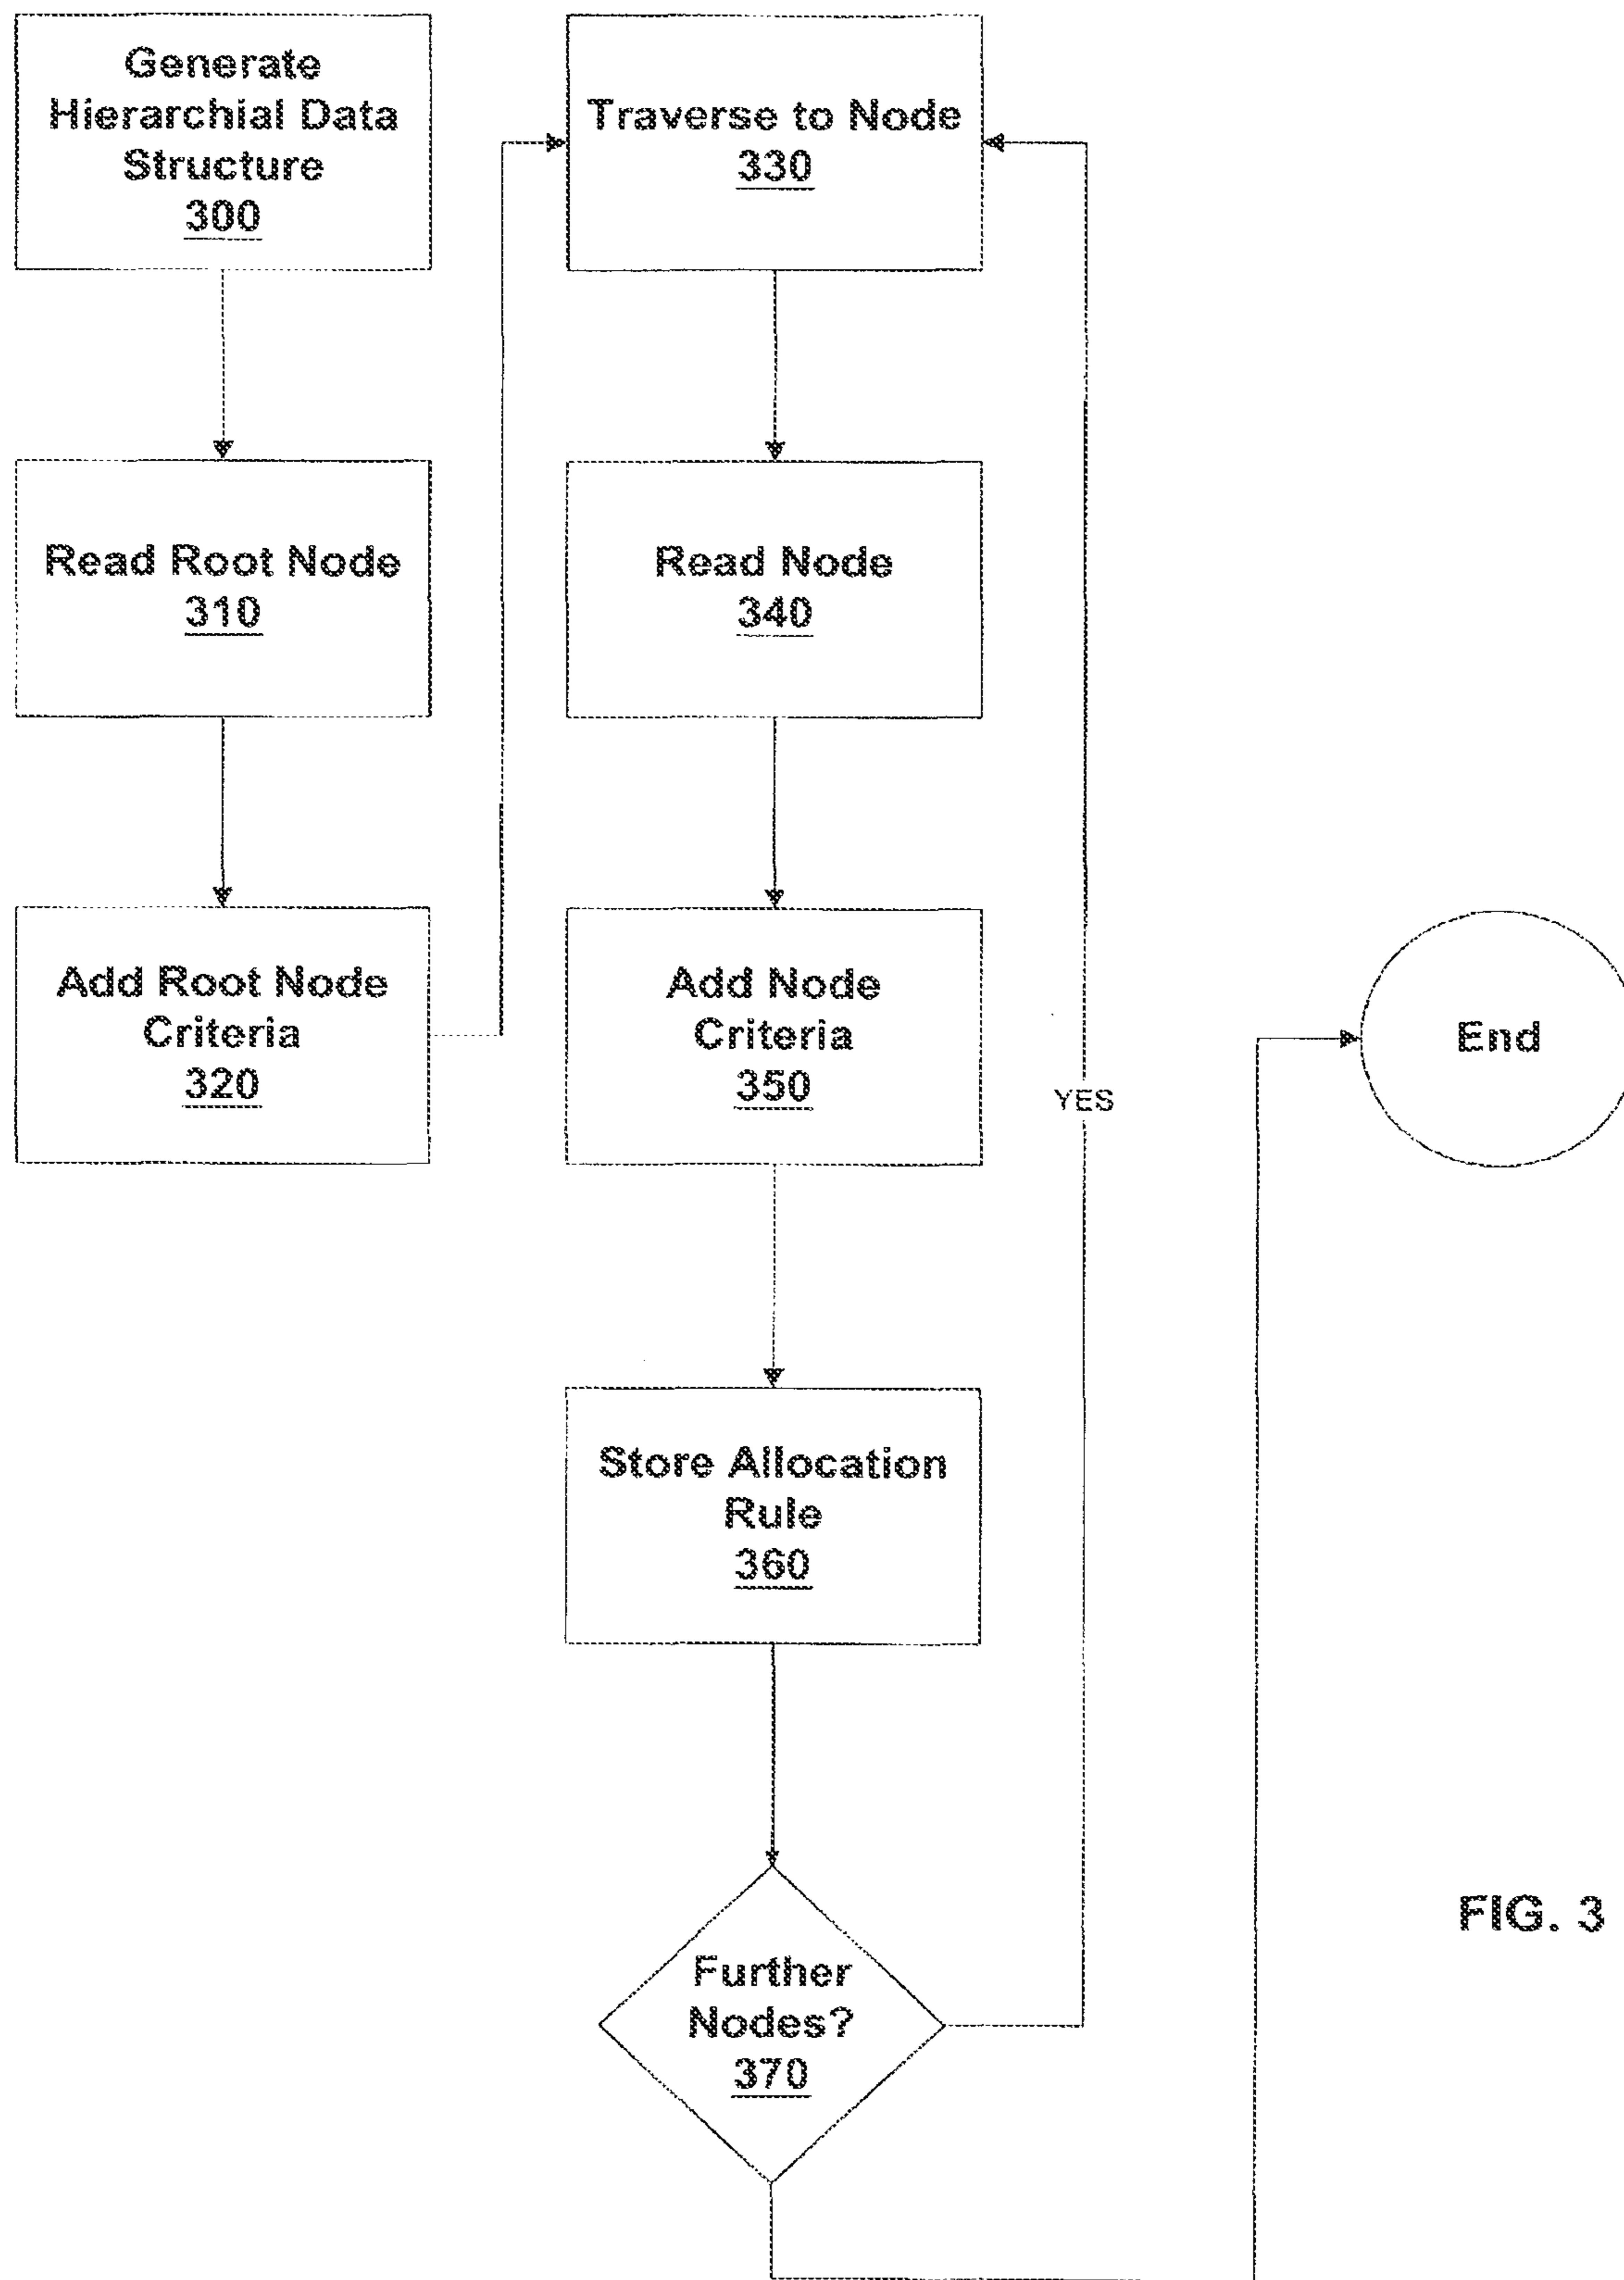 Generate
Hierarchial Data
Structure
300
Read Root Node
310
Add Root Node
Criteria
320
Traverse to Node
330
Read Node
340
Add Node
Criteria
350
Store Allocation
Rule
360
Further
Nodes?
370
YES
End
FIG. 3